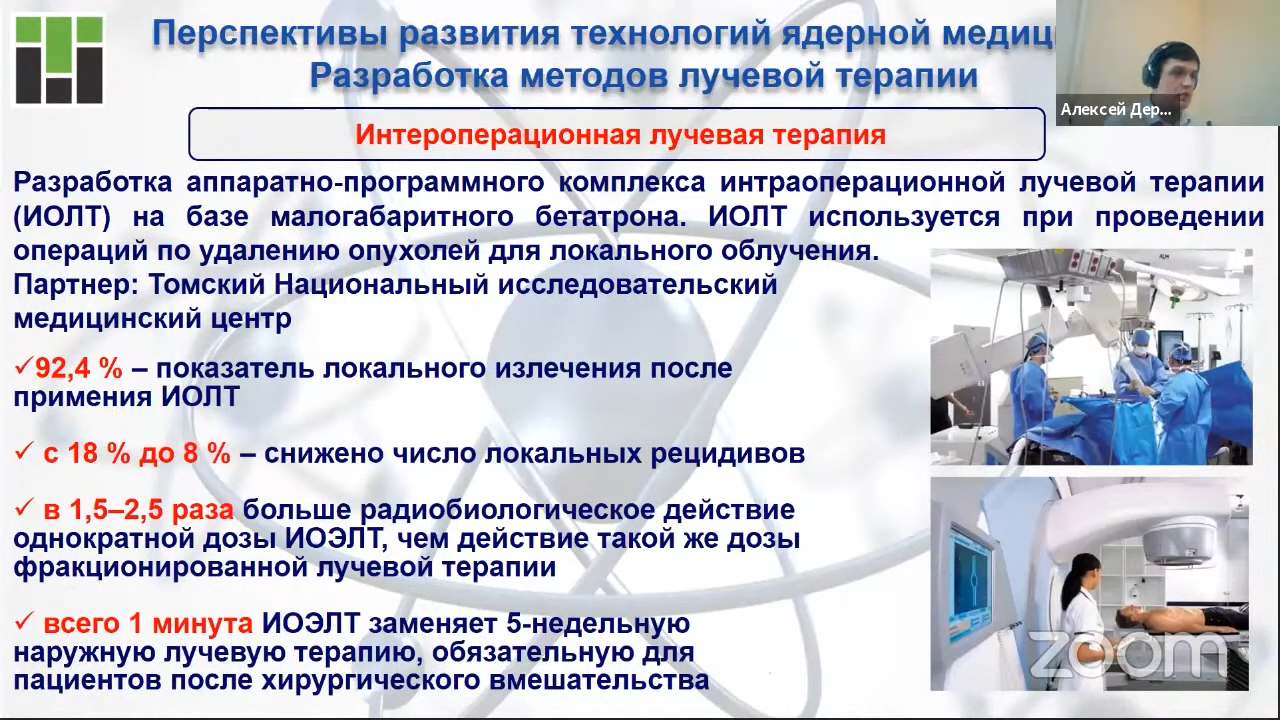 Перспективы развития технологий ядерной медиц
Разработка методов лучевой терапии
Алексей Дер...
Интероперационная лучевая терапия
Разработка аппаратно-программного комплекса интраоперационной лучевой терапии
(ИОЛТ) на базе малогабаритного бетатрона. ИОЛТ используется при проведении
операций по удалению опухолей для локального облучения.
Партнер: Томский Национальный исследовательский
медицинский центр
✓92,4 % – показатель локального излечения после
примения ИОЛТ
✓ с 18 % до 8 % – снижено число локальных рецидивов
✓ в 1,5–2,5 раза больше радиобиологическое действие
однократной дозы ИОЭЛТ, чем действие такой же дозы
фракционированной лучевой терапии
✓ всего 1 минута ИОЭЛТ заменяет 5-недельную
наружную лучевую терапию, обязательную для
пациентов после хирургического вмешательства
zoom